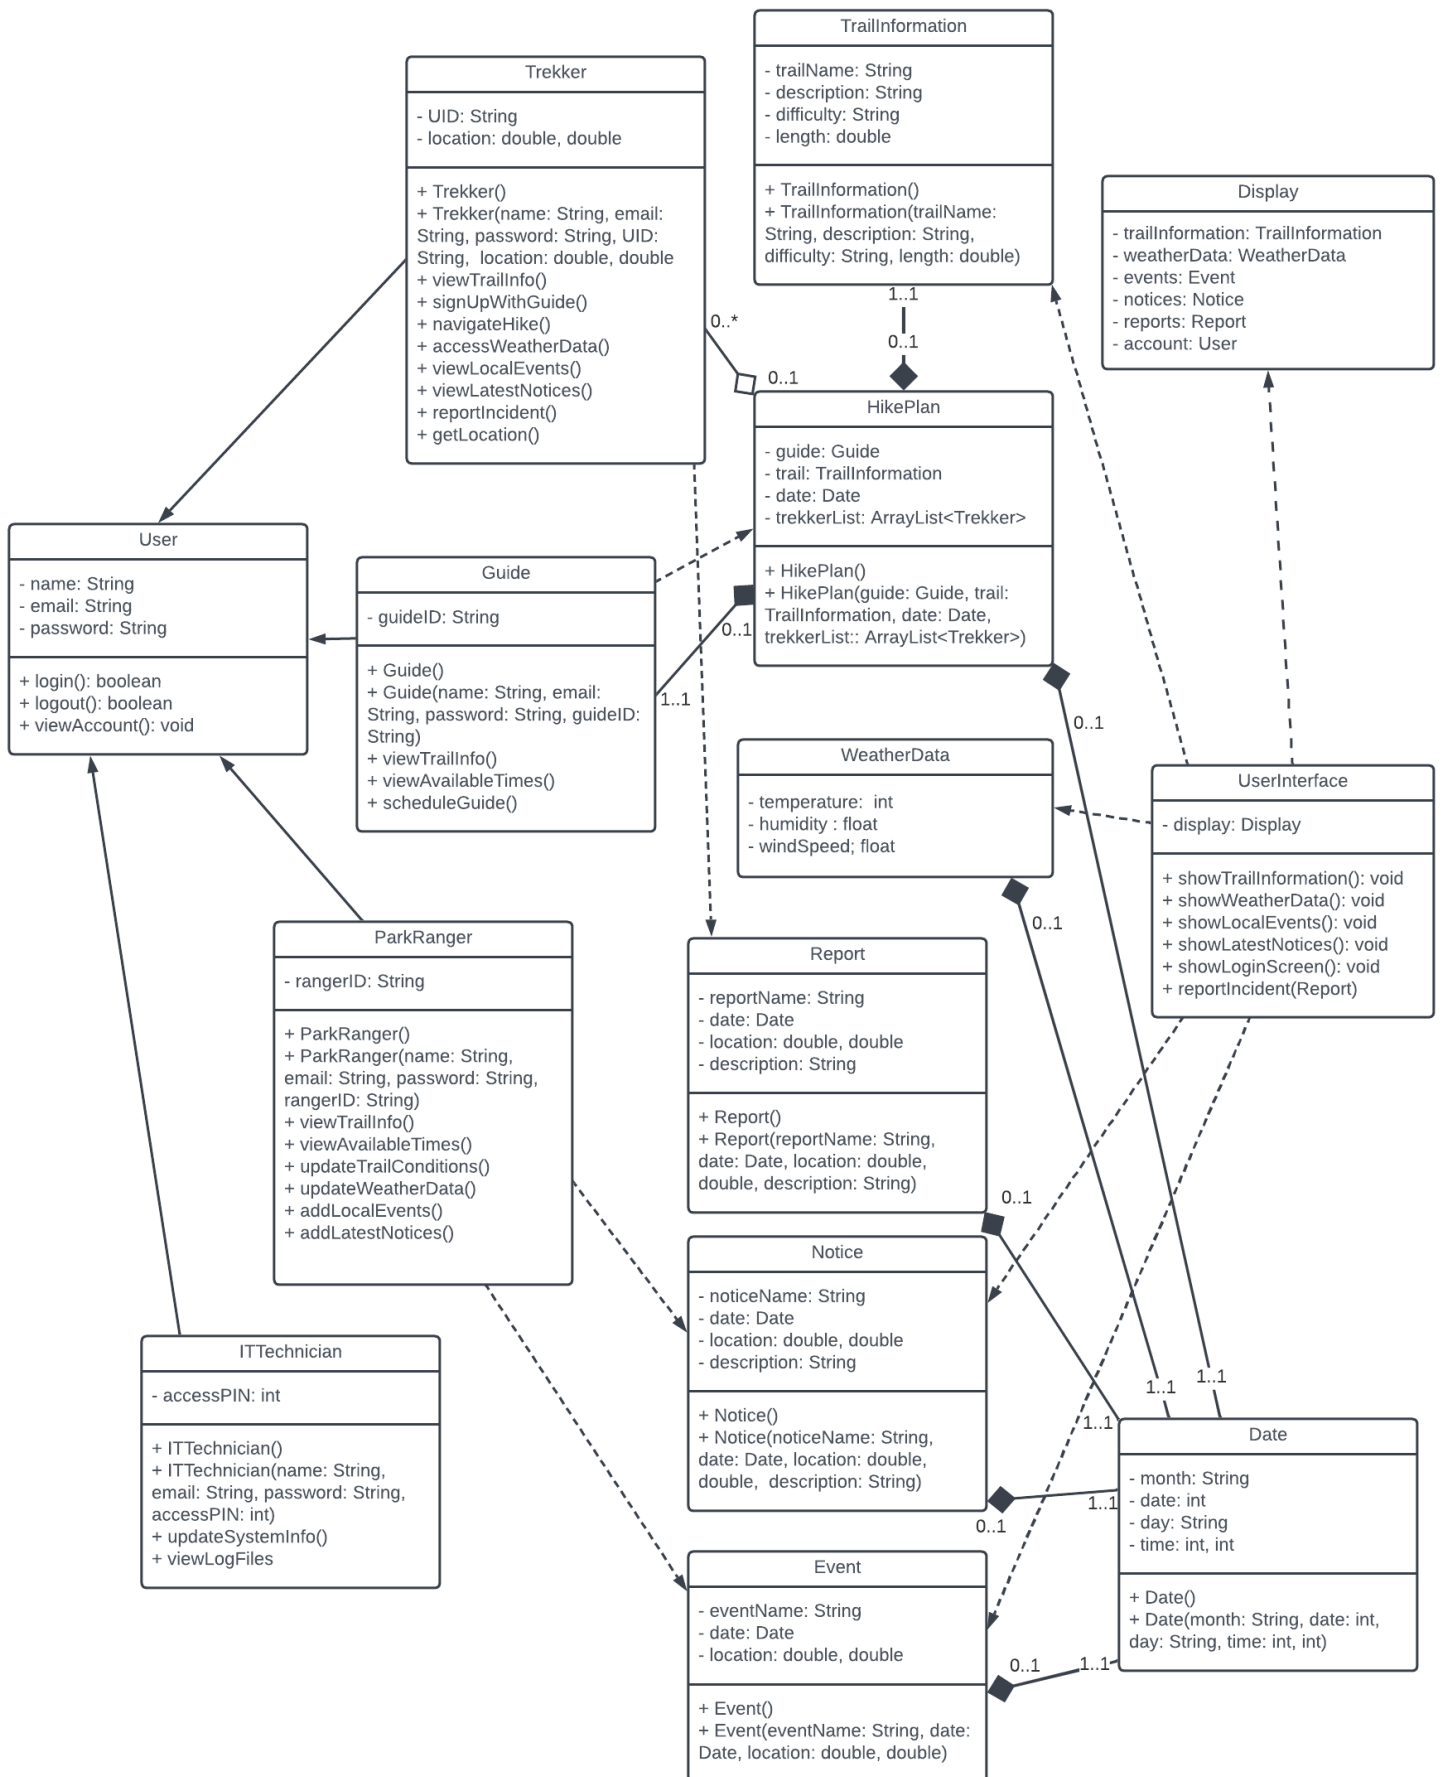 TrailInformation
- trailName: String
- description: String
- difficulty: String
- length: double
+ TrailInformation()
+ TrailInformation(trailName:
String, description: String,
difficulty: String, length: double)
Trekker
- UID: String
- location: double, double
+ Trekker()
+ Trekker(name: String, email:
String, password: String, UID:
String,  location: double, double
+ viewTrailInfo()
+ signUpWithGuide()
+ navigateHike()
+ accessWeatherData()
+ viewLocalEvents()
+ viewLatestNotices()
+ reportIncident()
+ getLocation()
Display
- trailInformation: TrailInformation
- weatherData: WeatherData
- events: Event
- notices: Notice
- reports: Report
- account: User
1..1
0..1
0..*
0..1
HikePlan
- guide: Guide
- trail: TrailInformation
- date: Date
- trekkerList: ArrayList<Trekker>
+ HikePlan()
+ HikePlan(guide: Guide, trail:
TrailInformation, date: Date,
trekkerList:: ArrayList<Trekker>)
User
- name: String
- email: String
- password: String
+ login(): boolean
+ logout(): boolean
+ viewAccount(): void
Guide
- guideID: String
+ Guide()
+ Guide(name: String, email:
String, password: String, guideID:
String)
+ viewTrailInfo()
+ viewAvailableTimes()
+ scheduleGuide()
0..1
1..1
0..1
WeatherData
- temperature:  int
- humidity : float
- windSpeed; float
0..1
UserInterface
- display: Display
+ showTrailInformation(): void
+ showWeatherData(): void
+ showLocalEvents(): void
+ showLatestNotices(): void
+ showLoginScreen(): void
+ reportIncident(Report)
ParkRanger
- rangerID: String
+ ParkRanger()
+ ParkRanger(name: String,
email: String, password: String,
rangerID: String)
+ viewTrailInfo()
+ viewAvailableTimes()
+ updateTrailConditions()
+ updateWeatherData()
+ addLocalEvents()
+ addLatestNotices()
Report
- reportName: String
- date: Date
- location: double, double
- description: String
+ Report()
+ Report(reportName: String,
date: Date, location: double,
double, description: String)
0..1
Notice
- noticeName: String
- date: Date
- location: double, double
- description: String
+ Notice()
+ Notice(noticeName: String,
date: Date, location: double,
double,  description: String)
ITTechnician
- accessPIN: int
+ ITTechnician()
+ ITTechnician(name: String,
email: String, password: String,
accessPIN: int)
+ updateSystemInfo()
+ viewLogFiles
1..1
1..1
1..1
1..1
0..1
Date
- month: String
- date: int
- day: String
- time: int, int
+ Date()
+ Date(month: String, date: int,
day: String, time: int, int)
Event
- eventName: String
- date: Date
- location: double, double
+ Event()
+ Event(eventName: String, date:
Date, location: double, double)
0..1
1..1